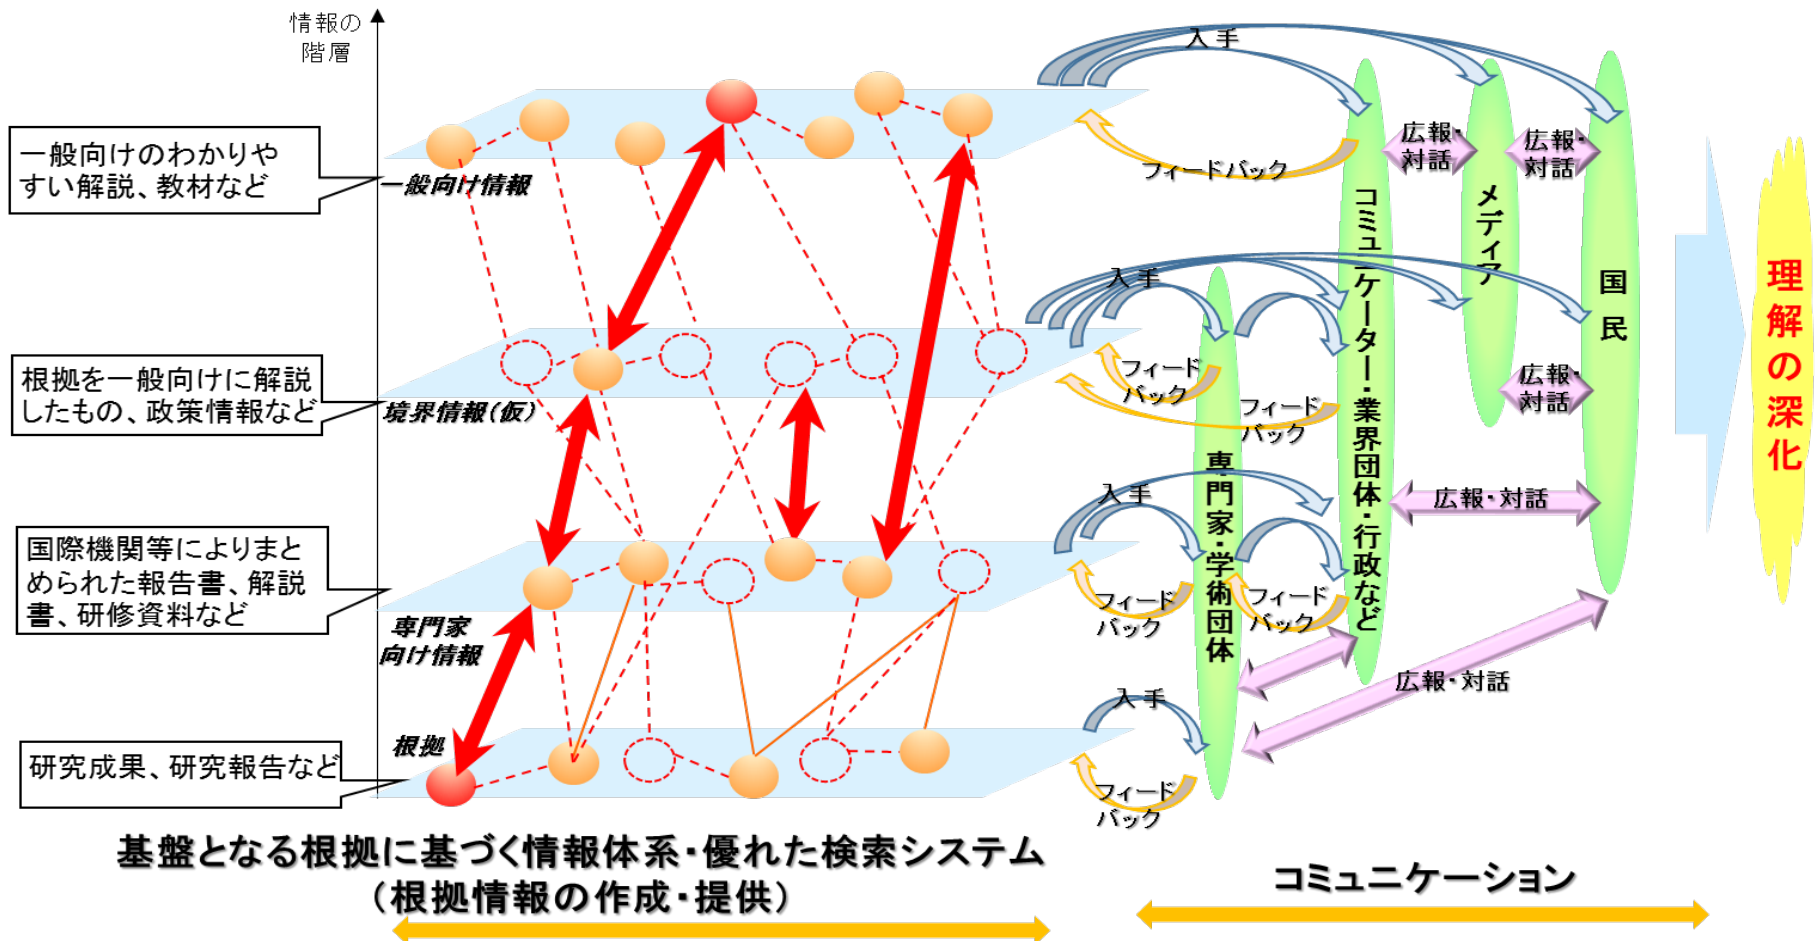 情報の
階層
一般向けのわかりや
すい解説、教材など
一般向け情報
根拠を一般向けに解説
したもの、政策情報など
境界情報(仮)
国際機関等によりまと
められた報告書、解説
書、研修資料など
専門家
向け情報
研究成果、研究報告など
根拠
基盤となる根拠に基づく情報体系・優れた検索システム
(根拠情報の作成・提供)
入手
フィードバック
広報・
対話
広報・
対話
入手
フィード
バック
フィード
バック
広報・
対話
入手
フィード
バック
フィード
バック
広報・対話
広報・対話
入手
フィード
バック
専門家・学術団体
コミュニケーター・業界団体・行政など
メディア
国民
理解の深化
コミュニケーション